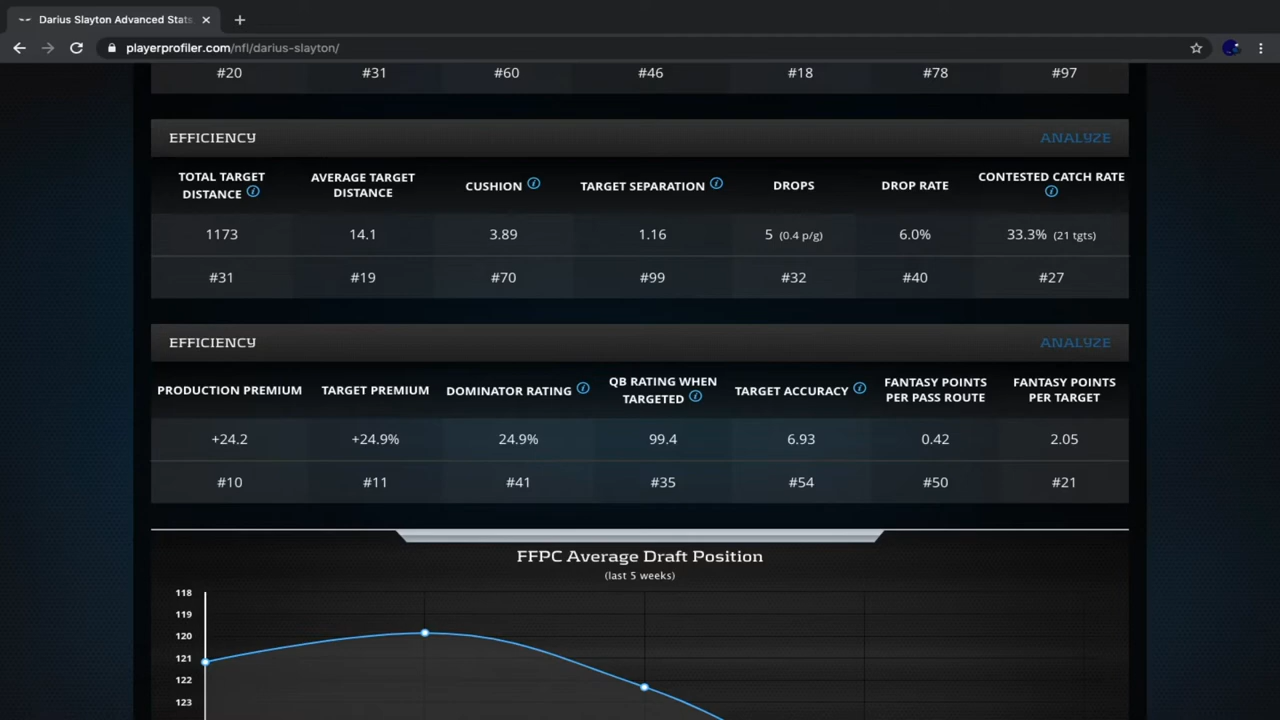 Darius Slayton Advanced Stats
playerprofiler.com/nfl/darius-slayton/
#20 #31 #60 #46 #18 #78 #97
EFFICIENCY ANALYZE
TOTAL TARGET DISTANCE AVERAGE TARGET DISTANCE CUSHION TARGET SEPARATION DROPS DROP RATE CONTESTED CATCH RATE
1173 14.1 3.89 1.16 5 (0.4 p/g) 6.0% 33.3% (21 tgts)
#31 #19 #70 #99 #32 #40 #27
EFFICIENCY ANALYZE
PRODUCTION PREMIUM TARGET PREMIUM DOMINATOR RATING QB RATING WHEN TARGETED TARGET ACCURACY FANTASY POINTS PER PASS ROUTE FANTASY POINTS PER TARGET
+24.2 +24.9% 24.9% 99.4 6.93 0.42 2.05
#10 #11 #41 #35 #54 #50 #21
FFPC Average Draft Position
(last 5 weeks)
118
119
120
121
122
123